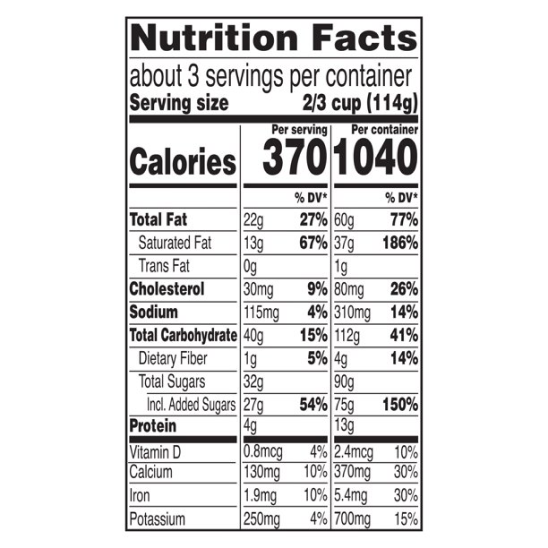 Nutrition Facts
about 3 servings per container
Serving size 2/3 cup (114g)
Per serving Per container
Calories 370 1040
% DV* % DV*
Total Fat 22g 27% 60g 77%
Saturated Fat 13g 67% 37g 186%
Trans Fat 0g 1g
Cholesterol 30mg 9% 80mg 26%
Sodium 115mg 4% 310mg 14%
Total Carbohydrate 40g 15% 112g 41%
Dietary Fiber 1g 5% 4g 14%
Total Sugars 32g 90g
Incl. Added Sugars 27g 54% 75g 150%
Protein 4g 13g
Vitamin D 0.8mcg 4% 2.4mcg 10%
Calcium 130mg 10% 370mg 30%
Iron 1.9mg 10% 5.4mg 30%
Potassium 250mg 4% 700mg 15%